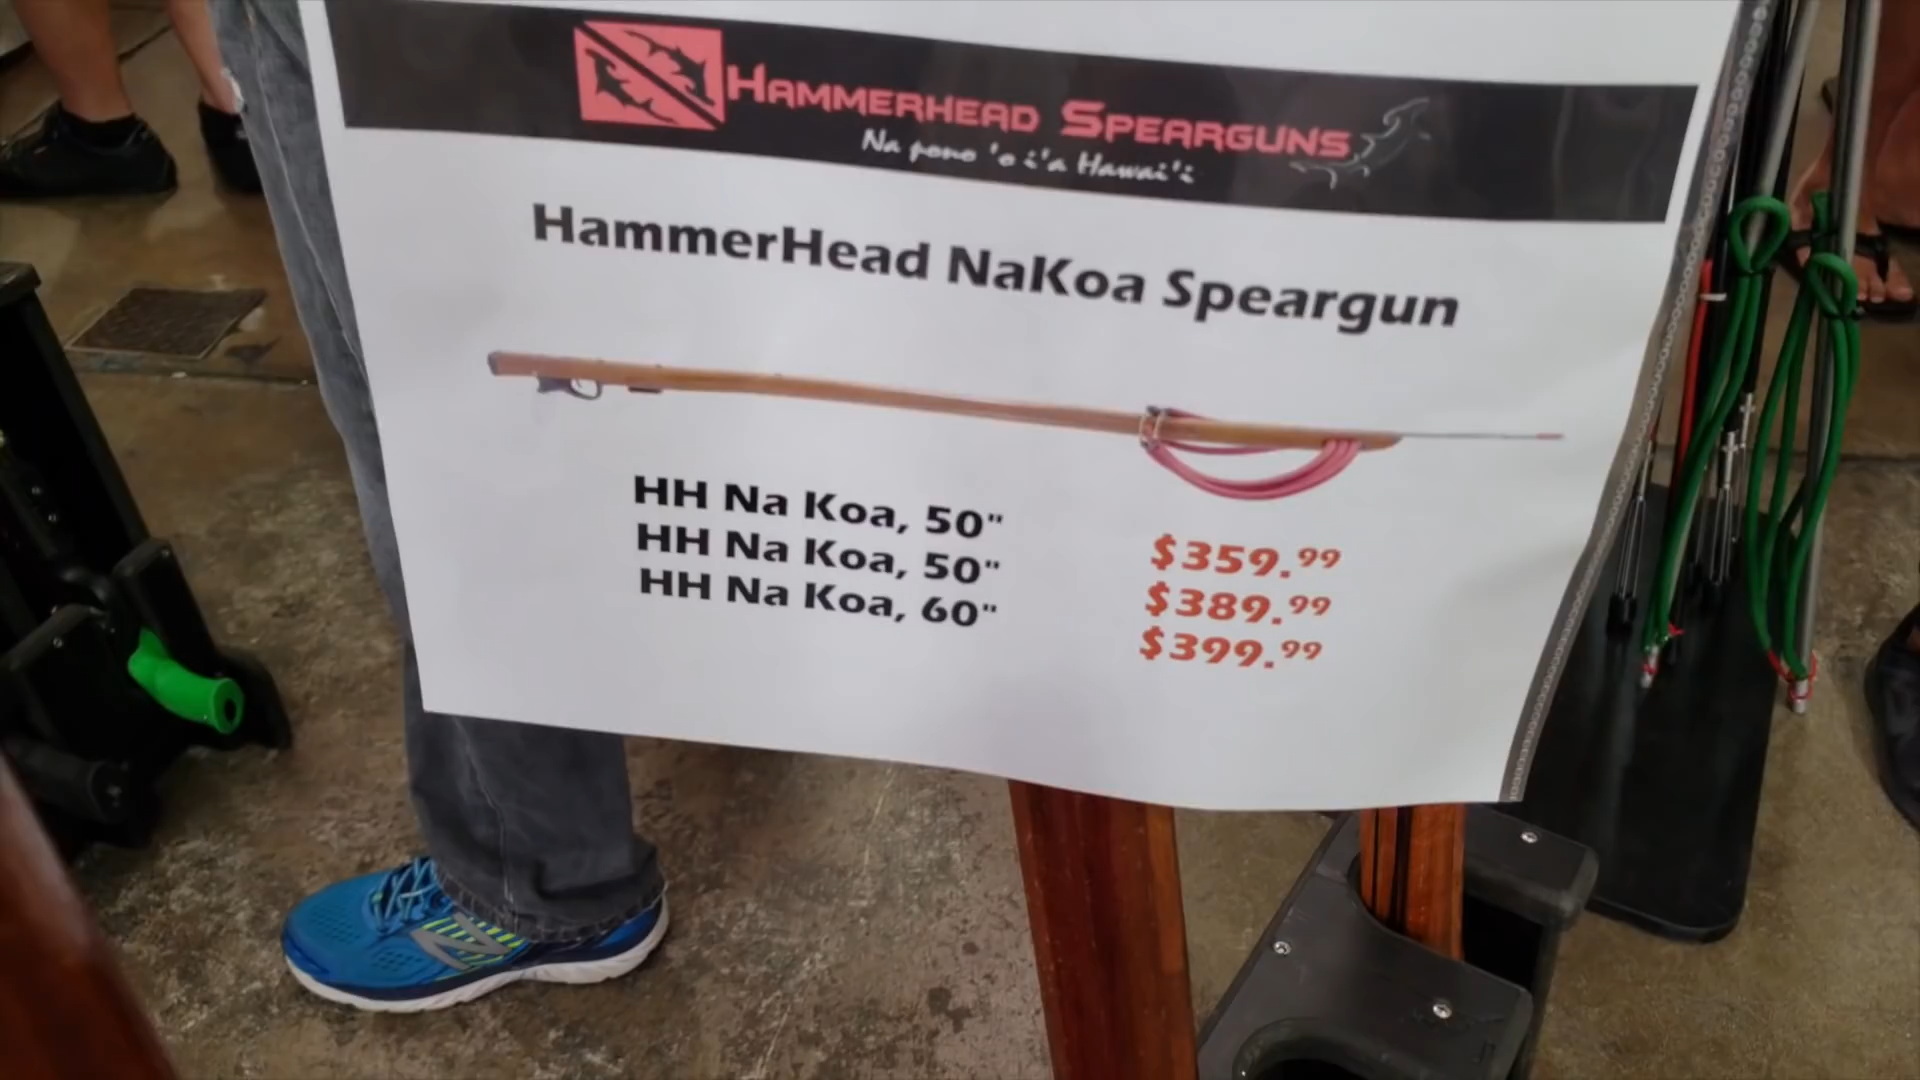 HAMMERHEAD SPEARGUNS
Na pono 'o i'a Hawai'i
HammerHead NaKoa Speargun
HH Na Koa, 50"
HH Na Koa, 50"
HH Na Koa, 60"
$359.99
$389.99
$399.99